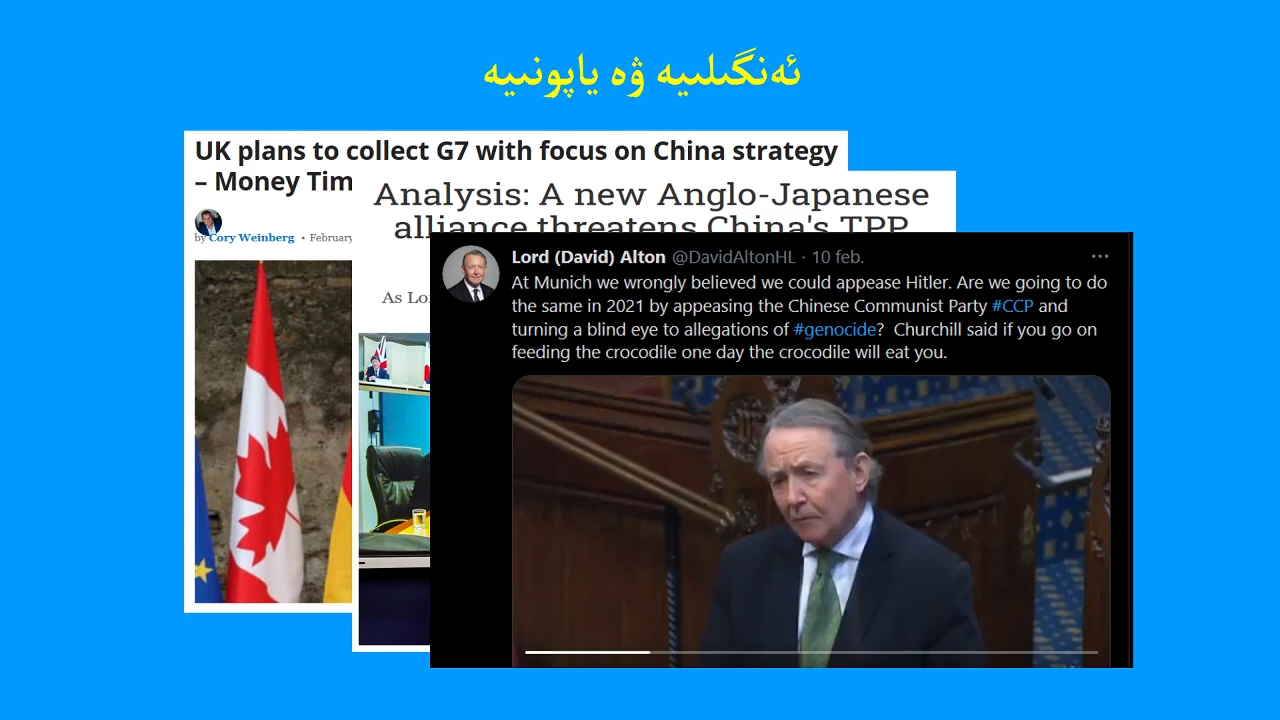 ئەنگىلىيە ۋە ياپونىيە
UK plans to collect G7 with focus on China strategy
– Money Tim
by Cory Weinberg • February
Analysis: A new Anglo-Japanese
alliance threatens China's TPP
As Lo
Lord (David) Alton @DavidAltonHL · 10 feb.
At Munich we wrongly believed we could appease Hitler. Are we going to do
the same in 2021 by appeasing the Chinese Communist Party #CCP and
turning a blind eye to allegations of #genocide? Churchill said if you go on
feeding the crocodile one day the crocodile will eat you.